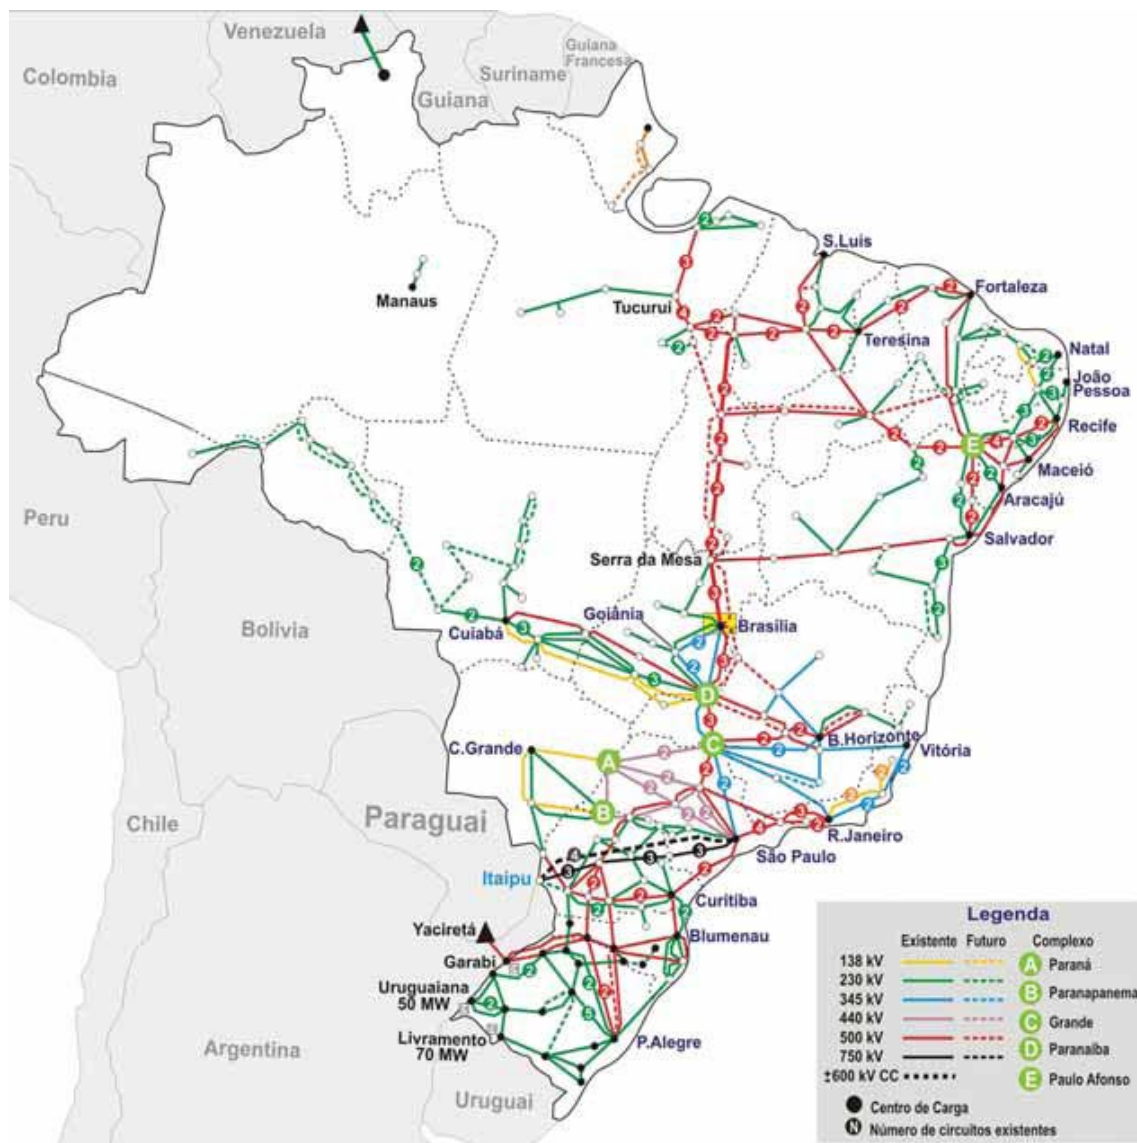 Venezuela
Colombia
Guiana
Suriname
Guiana
Francesa
Manaus
Tucurui
S.Luis
Fortaleza
Teresina
Natal
João
Pessoa
Recife
Maceió
Aracajú
Salvador
Peru
Serra da Mesa
Bolivia
Cuiabá
Goiânia
Brasilia
D
E
C.Grande
A
B
C
B.Horizonte
Vitória
Chile
Paraguai
R.Janeiro
São Paulo
Itaipu
Curitiba
Yaciretá
Blumenau
Garabi
Uruguaiana
50 MW
Livramento
70 MW
P.Alegre
Argentina
Uruguai
Legenda
Existente Futuro Complexo
138 kV A Paraná
230 kV B Paranapanema
345 kV
440 kV C Grande
500 kV D Paranaiba
750 kV
±600 kV CC E Paulo Afonso
Centro de Carga
N Número de circuitos existentes